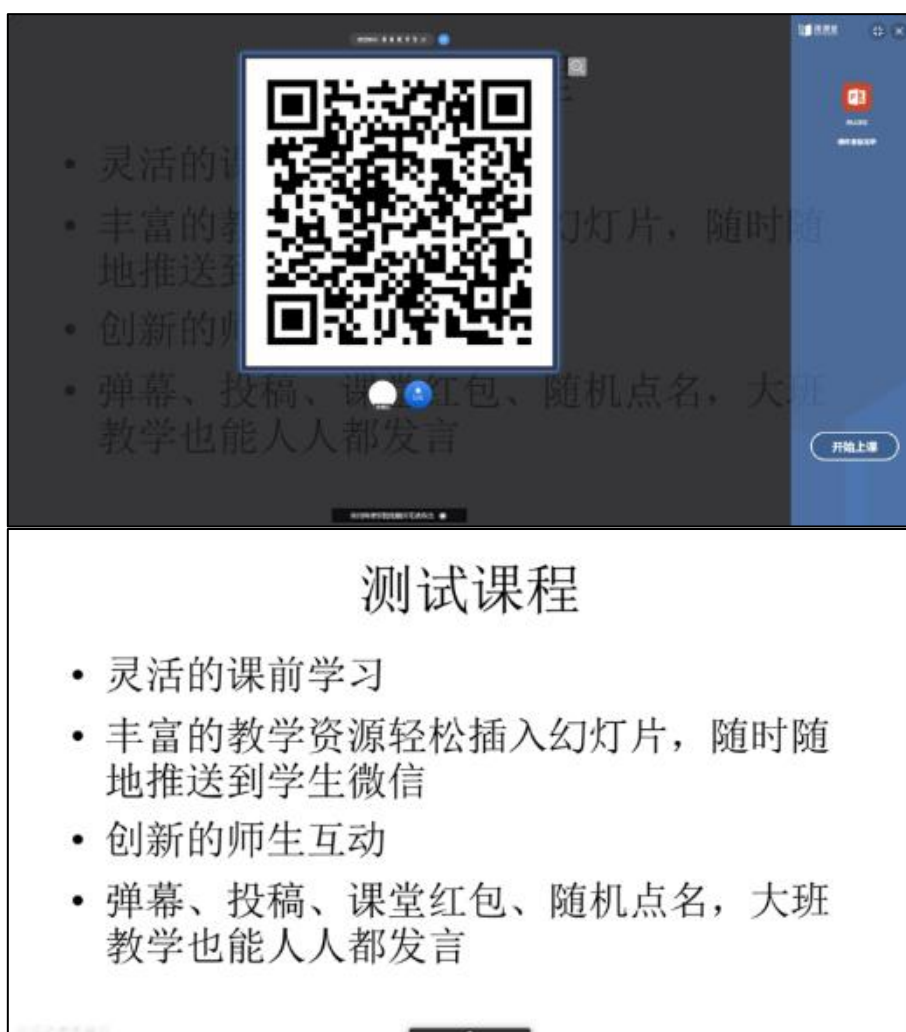 灵活的课
丰富的教 幻灯片，随时随
地推送到
创新的师
弹幕、投稿、课堂红包、随机点名，大班
教学也能人人都发言
开始上课
测试课程
• 灵活的课前学习
• 丰富的教学资源轻松插入幻灯片，随时随
地推送到学生微信
• 创新的师生互动
• 弹幕、投稿、课堂红包、随机点名，大班
教学也能人人都发言